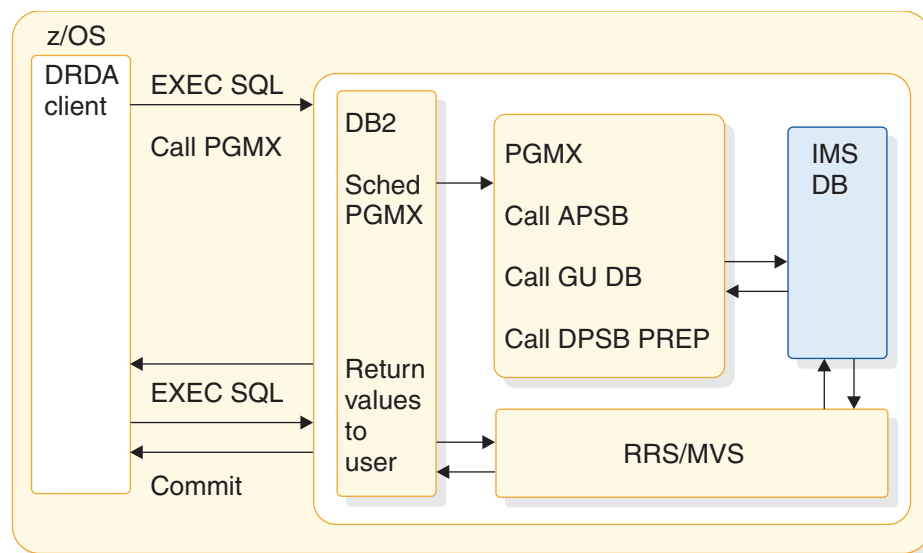 z/OS
DRDA
client
EXEC SQL
Call PGMX
EXEC SQL
Commit
DB2
Sched
PGMX
Return
values
to
user
PGMX
Call APSB
Call GU DB
Call DPSB PREP
IMS
DB
RRS/MVS